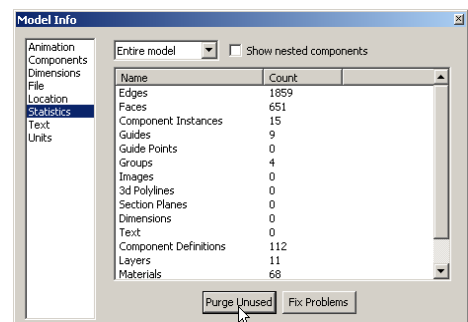 Model Info
Animation
Components
Dimensions
File
Location
Statistics
Text
Units
Entire model
Show nested components
Name Count
Edges 1859
Faces 651
Component Instances 15
Guides 9
Guide Points 0
Groups 4
Images 0
3d Polylines 0
Section Planes 0
Dimensions 0
Text 0
Component Definitions 112
Layers 11
Materials 68
Purge Unused Fix Problems